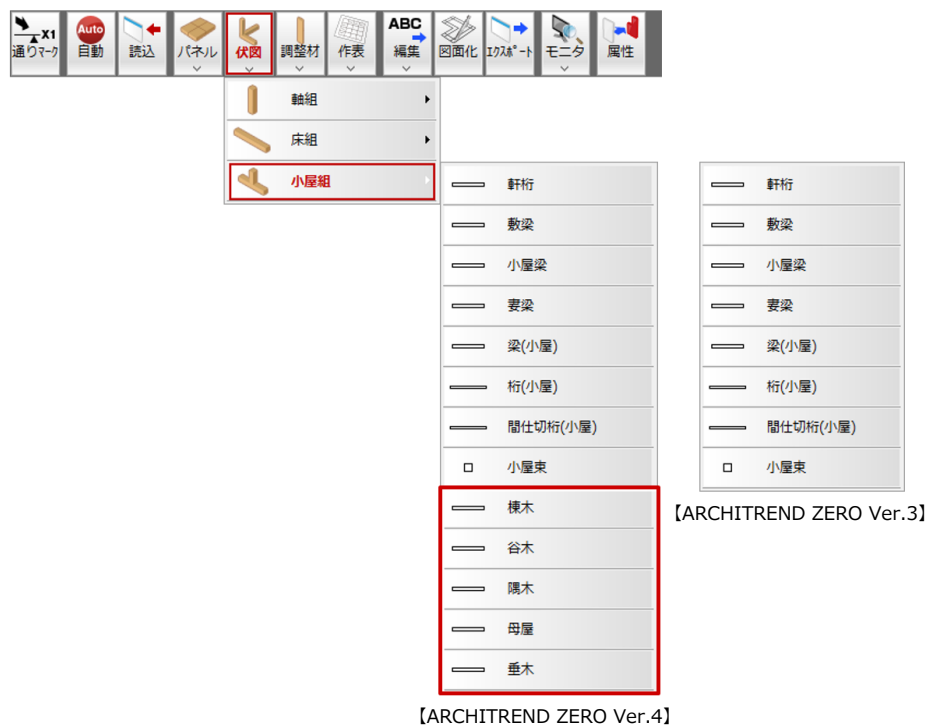 X1
通りマーク
Auto
自動
読込
パネル
伏図
調整材
作表
ABC
編集
図面化
エクスポート
モニタ
属性
軸組
床組
小屋組
軒桁
敷梁
小屋梁
妻梁
梁(小屋)
桁(小屋)
間仕切桁(小屋)
小屋束
棟木
谷木
隅木
母屋
垂木
【ARCHITREND ZERO Ver.4】
軒桁
敷梁
小屋梁
妻梁
梁(小屋)
桁(小屋)
間仕切桁(小屋)
小屋束
【ARCHITREND ZERO Ver.3】